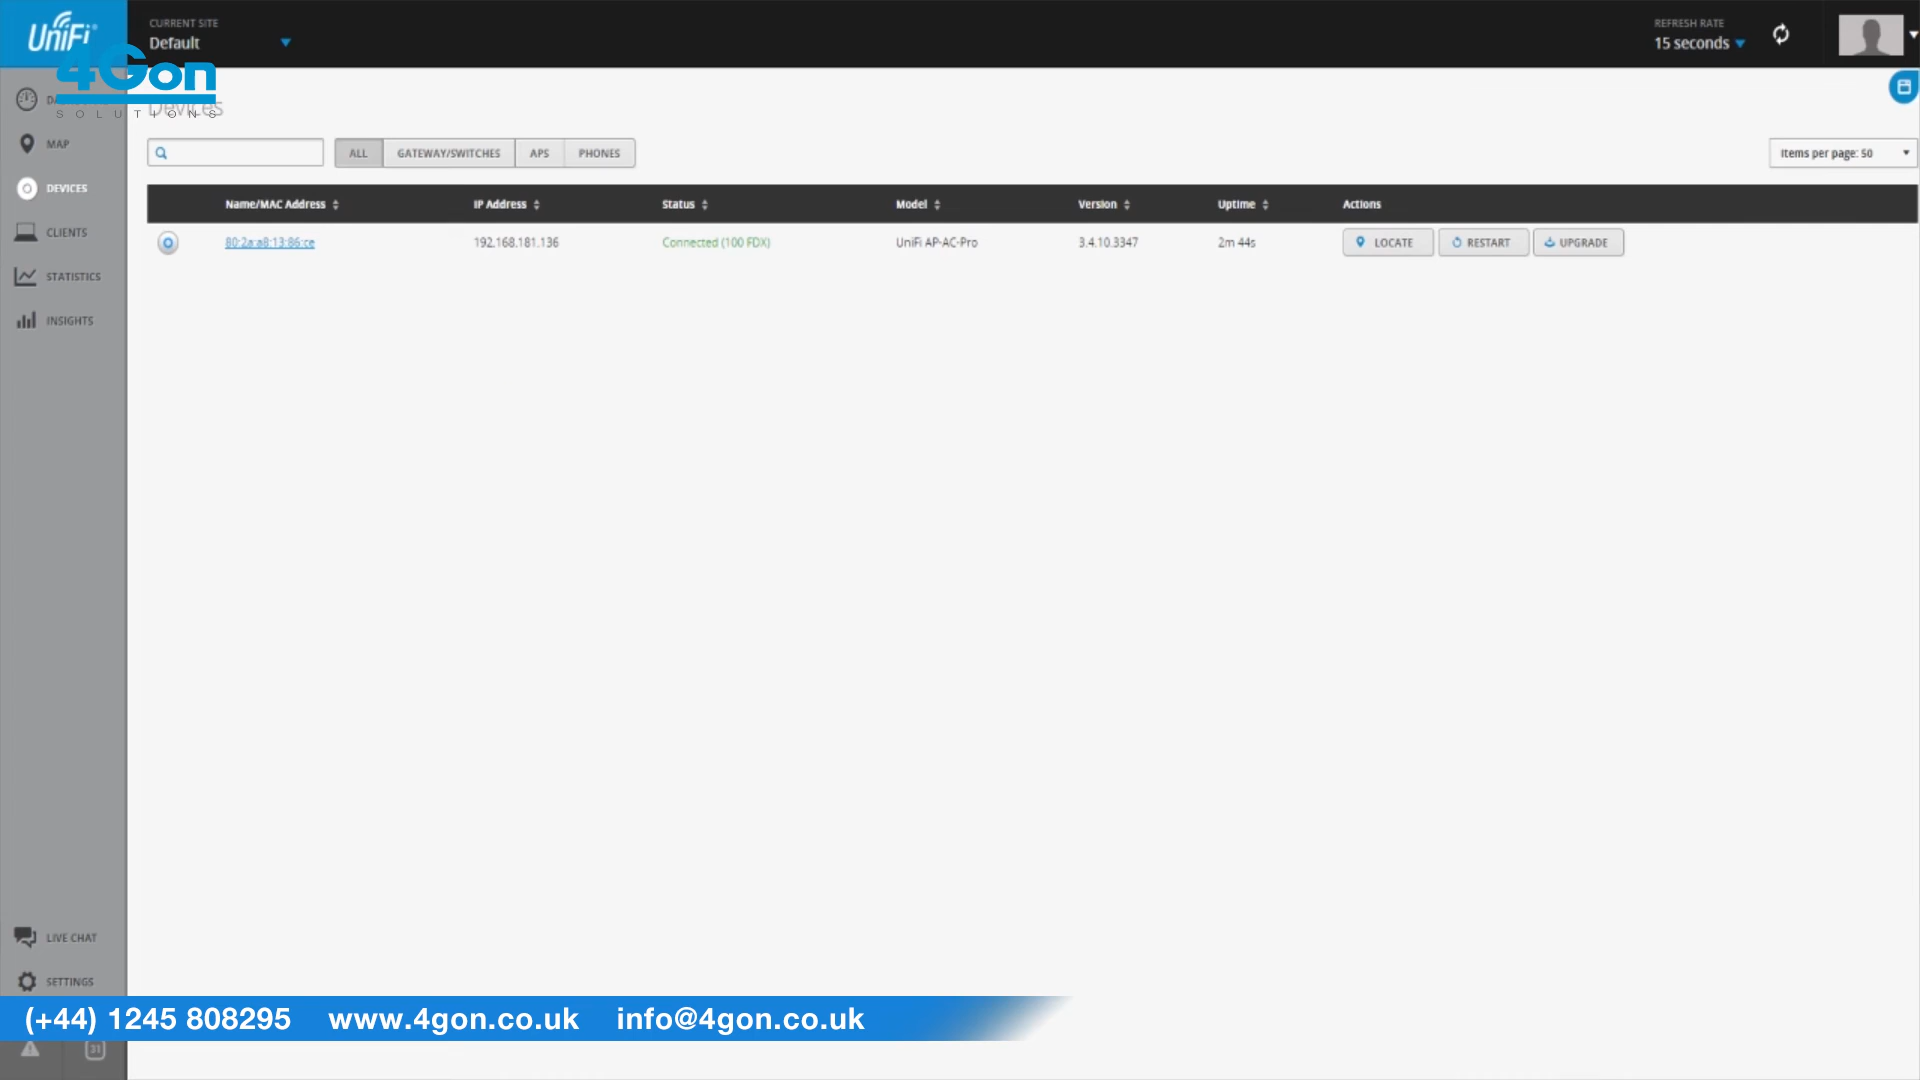 UniFi
CURRENT SITE
Default
REFRESH RATE
15 seconds
4Gon
SOLUTIONS
Devices
MAP
DEVICES
CLIENTS
STATISTICS
INSIGHTS
LIVE CHAT
SETTINGS
ALL GATEWAY/SWITCHES APS PHONES
Items per page: 50
Name/MAC Address IP Address Status Model Version Uptime Actions
80:2a:a8:13:86:ce 192.168.181.136 Connected (100 FDX) UniFi AP-AC-Pro 3.4.10.3347 2m 44s LOCATE RESTART UPGRADE
(+44) 1245 808295 www.4gon.co.uk info@4gon.co.uk
31